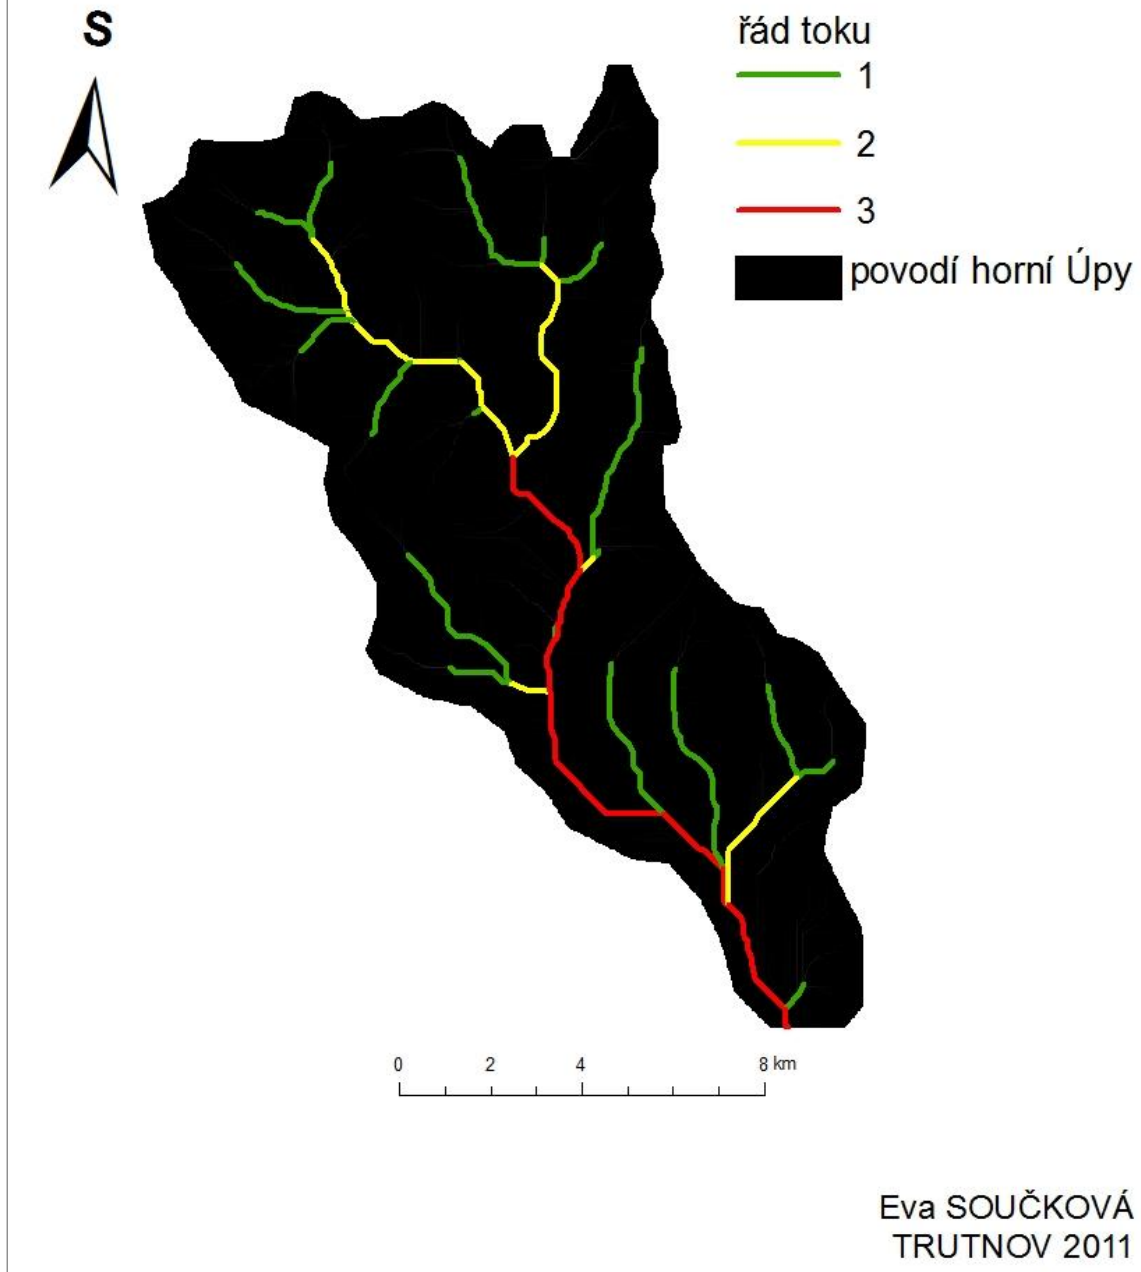 S
řád toku
1
2
3
povodí horní Úpy
0 2 4 8 km
Eva SOUČKOVÁ
TRUTNOV 2011